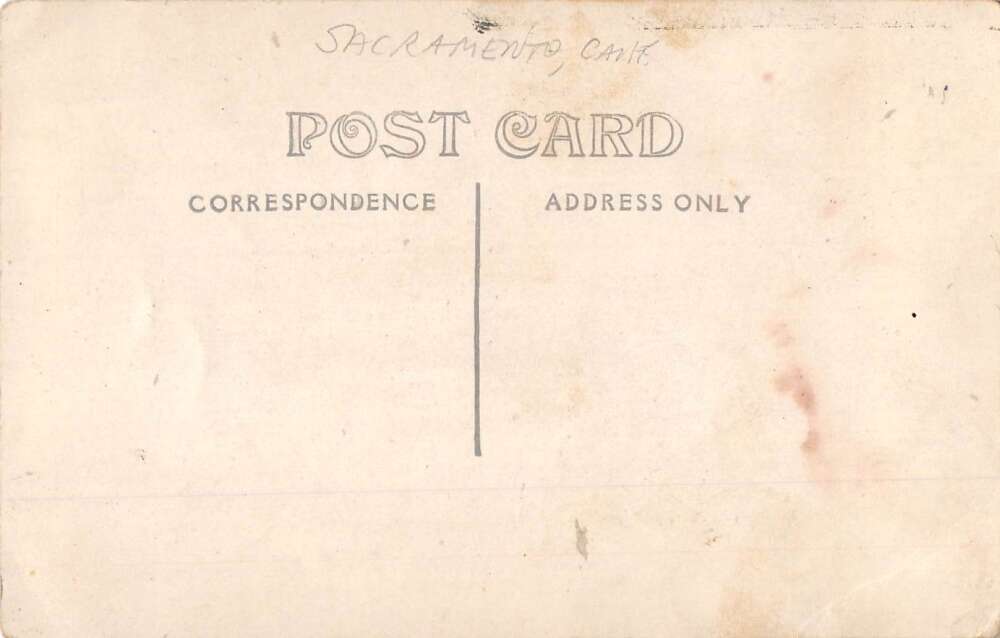 SACRAMENTO, CALIF.
POST CARD
CORRESPONDENCE
ADDRESS ONLY